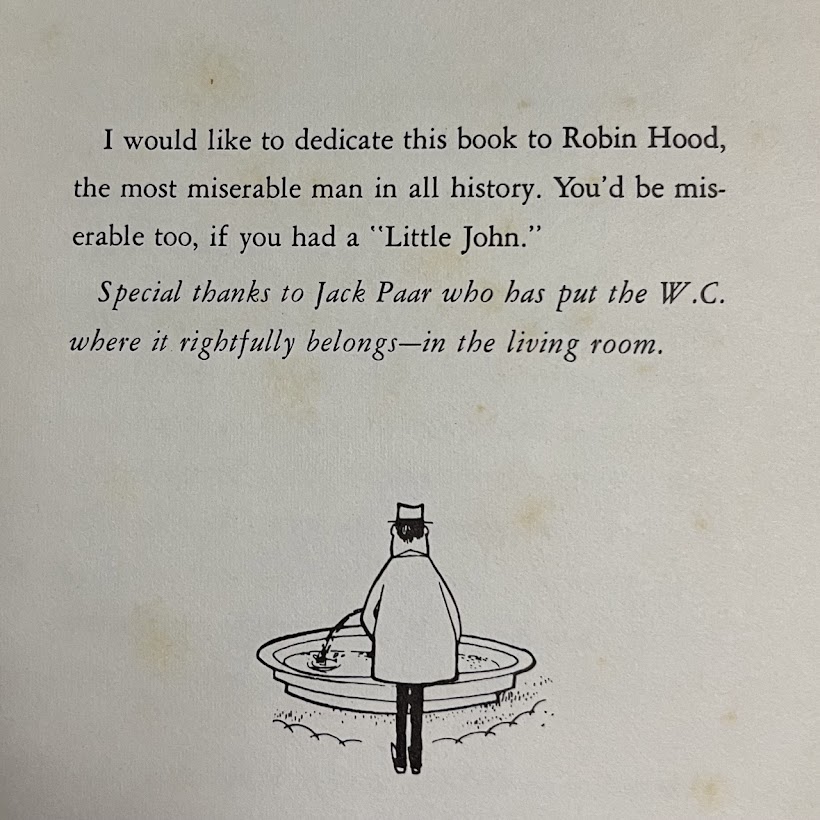 I would like to dedicate this book to Robin Hood,
the most miserable man in all history. You'd be mis-
erable too, if you had a "Little John."
Special thanks to Jack Paar who has put the W.C.
where it rightfully belongs—in the living room.